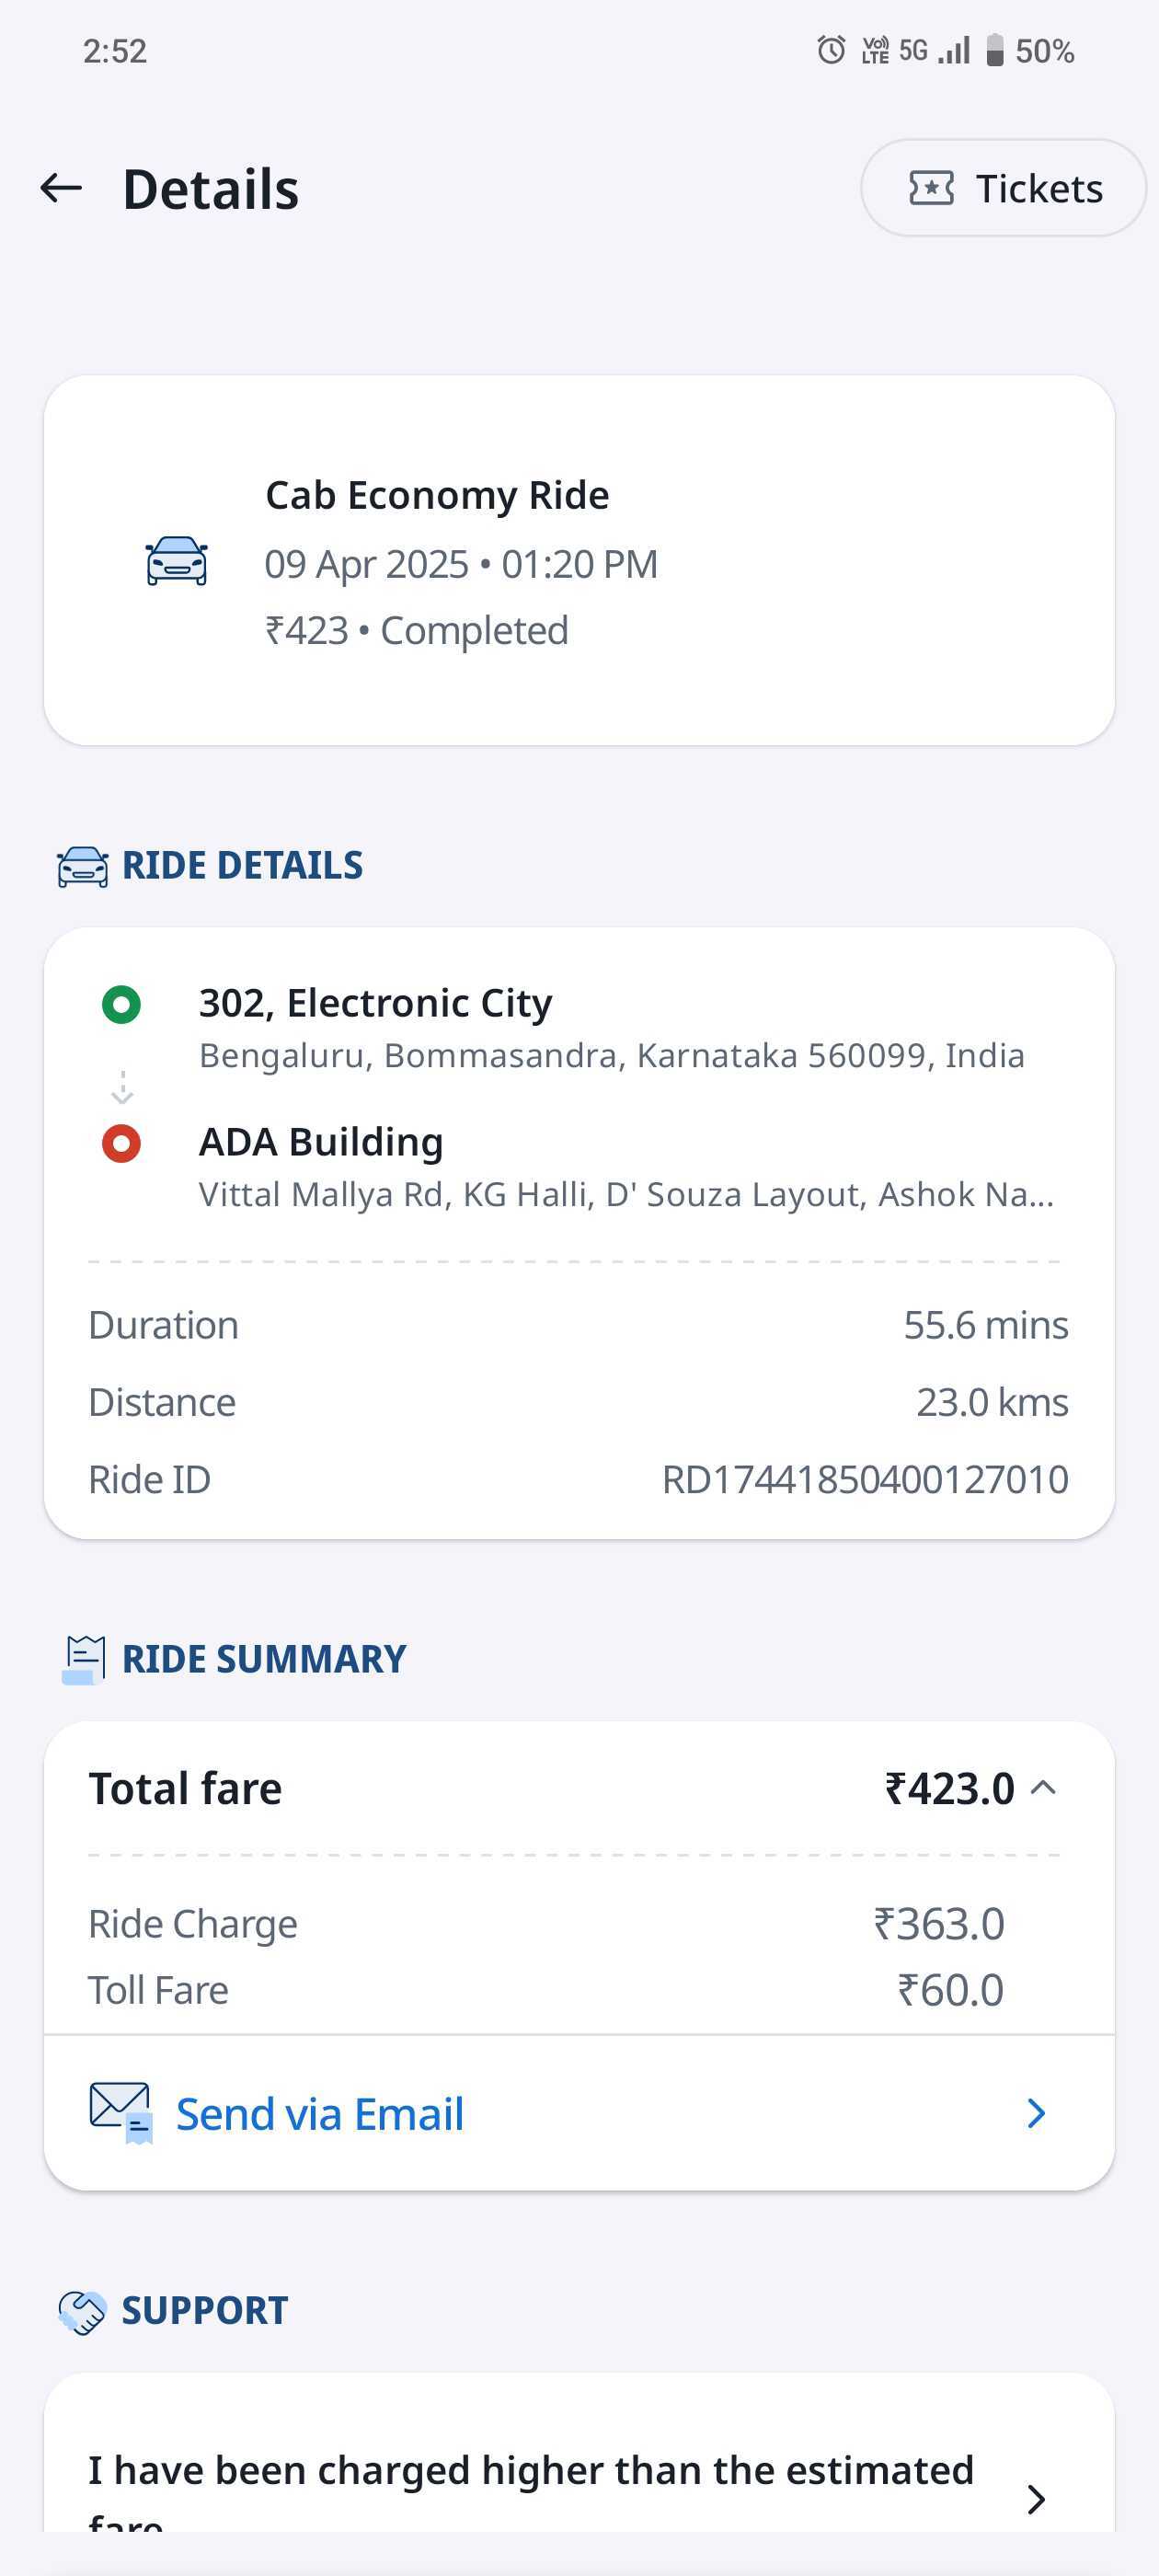 2:52
Vo) LTE 5G 50%
Details
Tickets
Cab Economy Ride
09 Apr 2025 • 01:20 PM
₹423 • Completed
RIDE DETAILS
302, Electronic City
Bengaluru, Bommasandra, Karnataka 560099, India
ADA Building
Vittal Mallya Rd, KG Halli, D' Souza Layout, Ashok Na...
Duration 55.6 mins
Distance 23.0 kms
Ride ID RD17441850400127010
RIDE SUMMARY
Total fare ₹423.0
Ride Charge ₹363.0
Toll Fare ₹60.0
Send via Email
SUPPORT
I have been charged higher than the estimated
fare